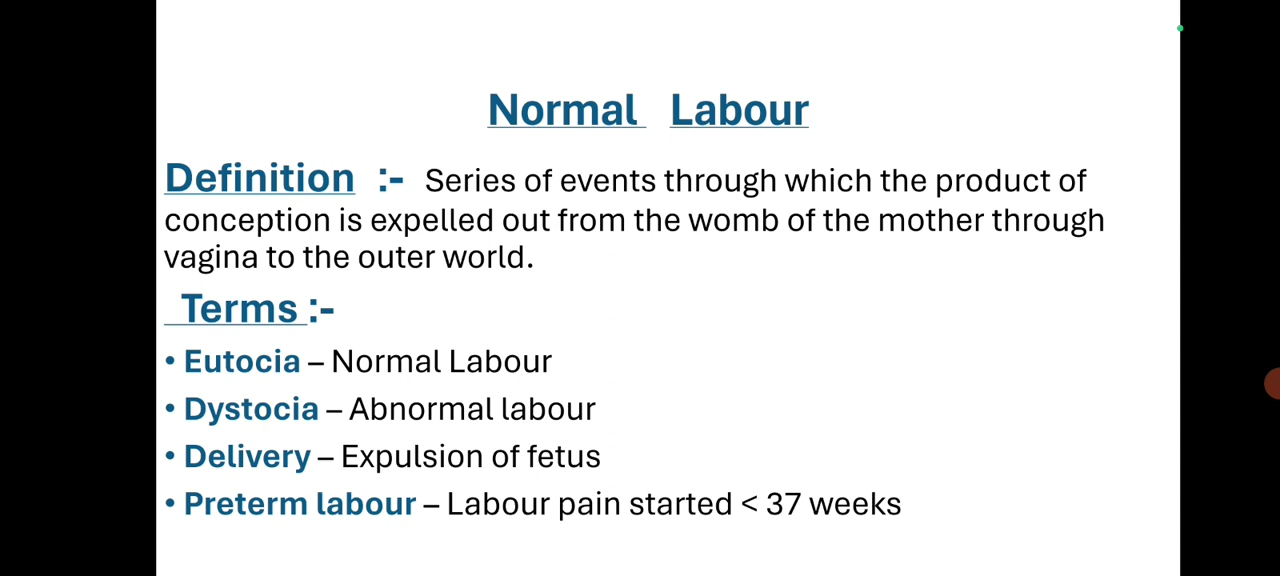 Normal Labour
Definition :- Series of events through which the product of
conception is expelled out from the womb of the mother through
vagina to the outer world.
Terms :-
• Eutocia – Normal Labour
• Dystocia – Abnormal labour
• Delivery – Expulsion of fetus
• Preterm labour – Labour pain started < 37 weeks